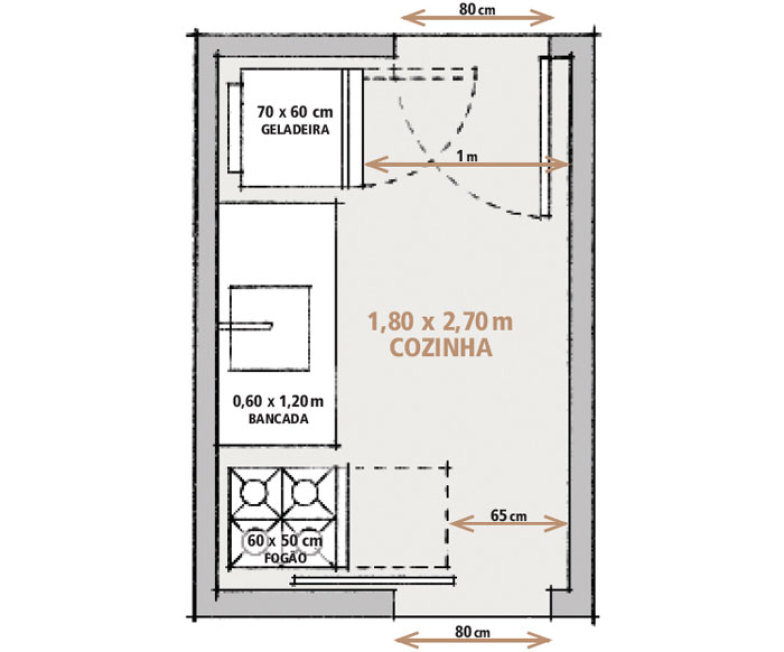 80 cm
70 x 60 cm
GELADEIRA
1 m
1,80 x 2,70 m
COZINHA
0,60 x 1,20 m
BANCADA
65 cm
60 x 50 cm
FOGÃO
80 cm